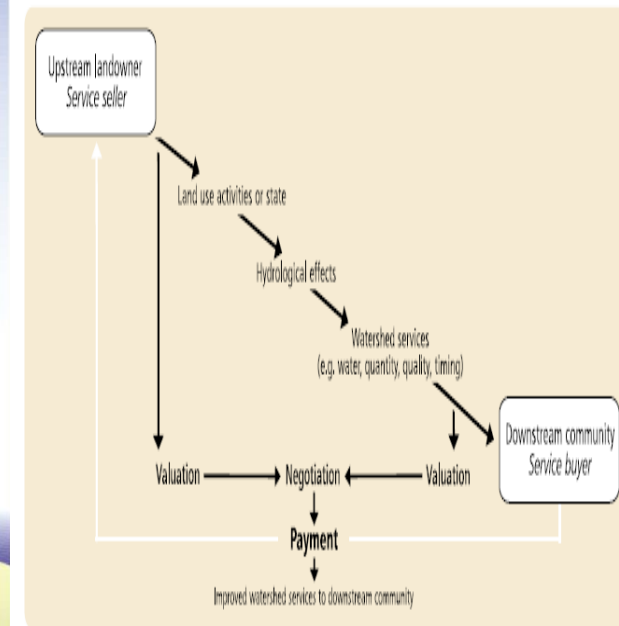 Upstream landowner
Service seller
Land use activities or state
Hydrological effects
Watershed services
(e.g. water, quantity, quality, timing)
Downstream community
Service buyer
Valuation
Negotiation
Valuation
Payment
Improved watershed services to downstream community